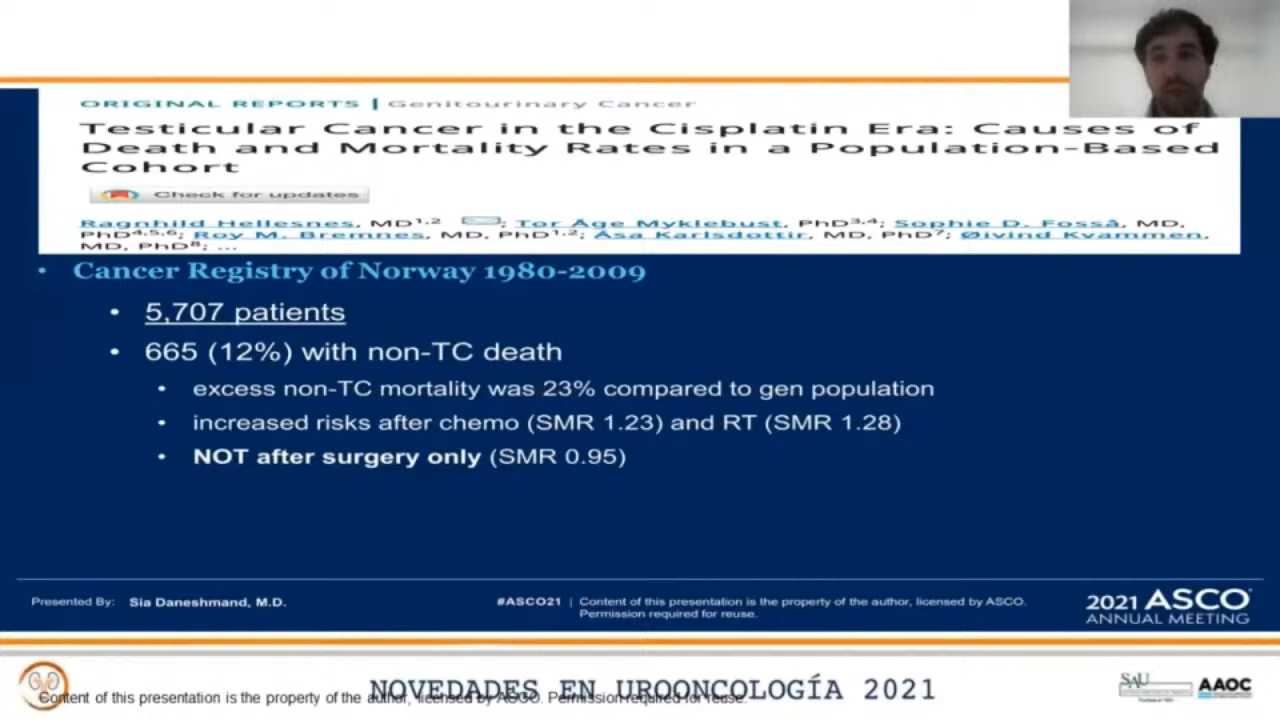 ORIGINAL REPORTS | Genitourinary Cancer
Testicular Cancer in the Cisplatin Era: Causes of
Death and Mortality Rates in a Population-Based
Cohort
Check for updates
Ragnhild Hellesnes, MD1,2 ; Tor Åge Myklebust, PhD3,4; Sophie D. Fosså, MD,
PhD4,5,6; Roy M. Bremnes, MD, PhD1,2; Åsa Karlsdottir, MD, PhD7; Øivind Kvammen,
MD, PhD8; ...
• Cancer Registry of Norway 1980-2009
• 5,707 patients
• 665 (12%) with non-TC death
• excess non-TC mortality was 23% compared to gen population
• increased risks after chemo (SMR 1.23) and RT (SMR 1.28)
• NOT after surgery only (SMR 0.95)
Presented By: Sia Daneshmand, M.D.
#ASCO21 | Content of this presentation is the property of the author, licensed by ASCO.
Permission required for reuse.
2021 ASCO
ANNUAL MEETING
NOVEDADES EN UROONCOLOGÍA 2021
Content of this presentation is the property of the author, licensed by ASCO. Permission required for reuse.
SAU
AAOC